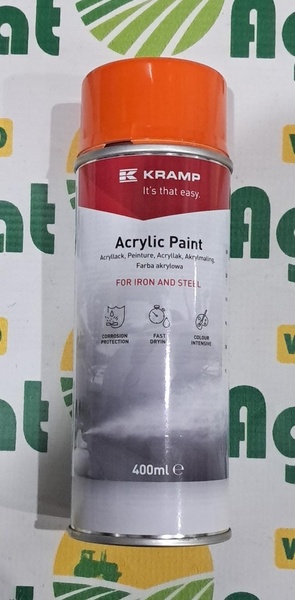 KRAMP
It's that easy.
Acrylic Paint
Acryllack, Peinture, Acryllak, Akrylmaling,
Farba akrylowa
FOR IRON AND STEEL
CORROSION
PROTECTION
FAST
DRYING
COLOUR
INTENSIVE
400ml ℮